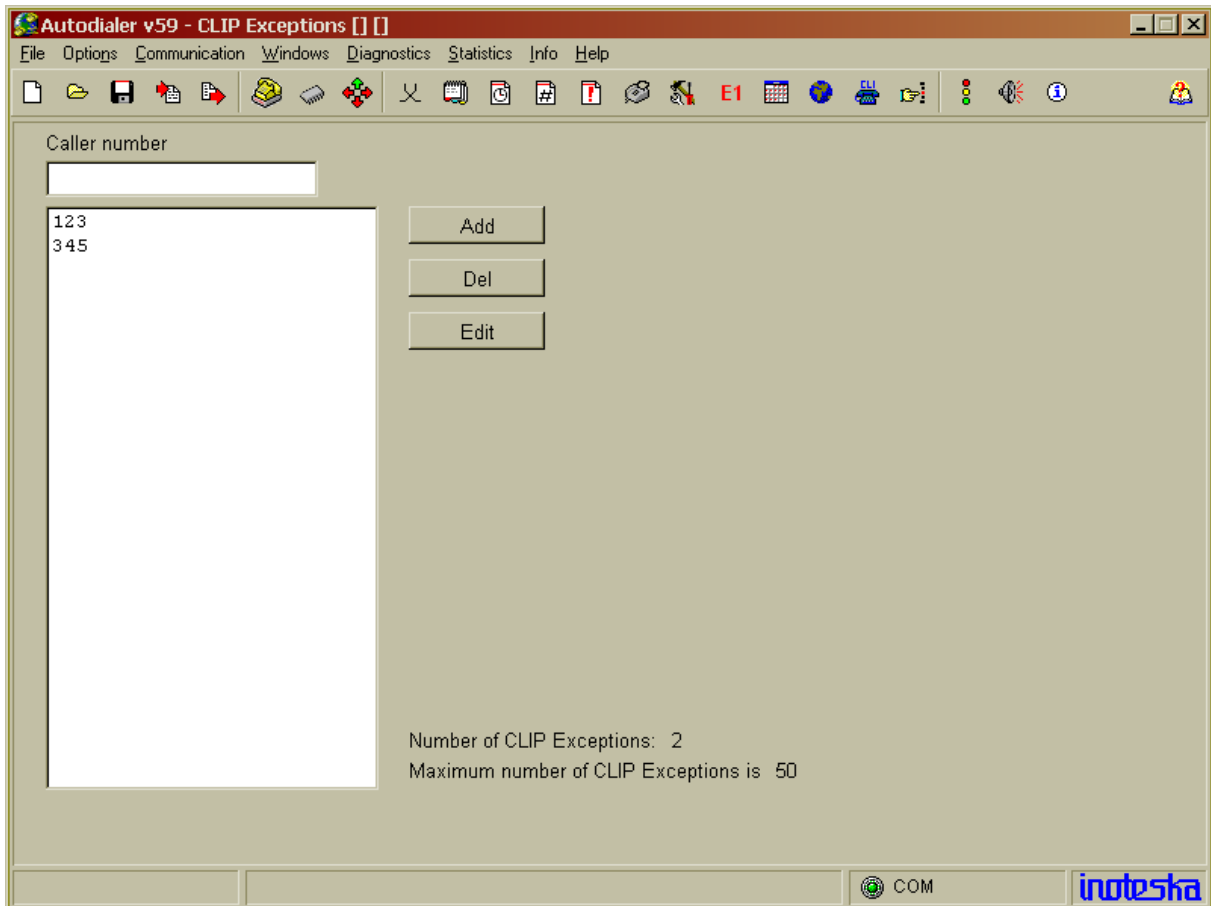 Autodialer v59 - CLIP Exceptions [] []
File Options Communication Windows Diagnostics Statistics Info Help
E1 CLI
Caller number
123
345
Add
Del
Edit
Number of CLIP Exceptions: 2
Maximum number of CLIP Exceptions is 50
COM
inoteska